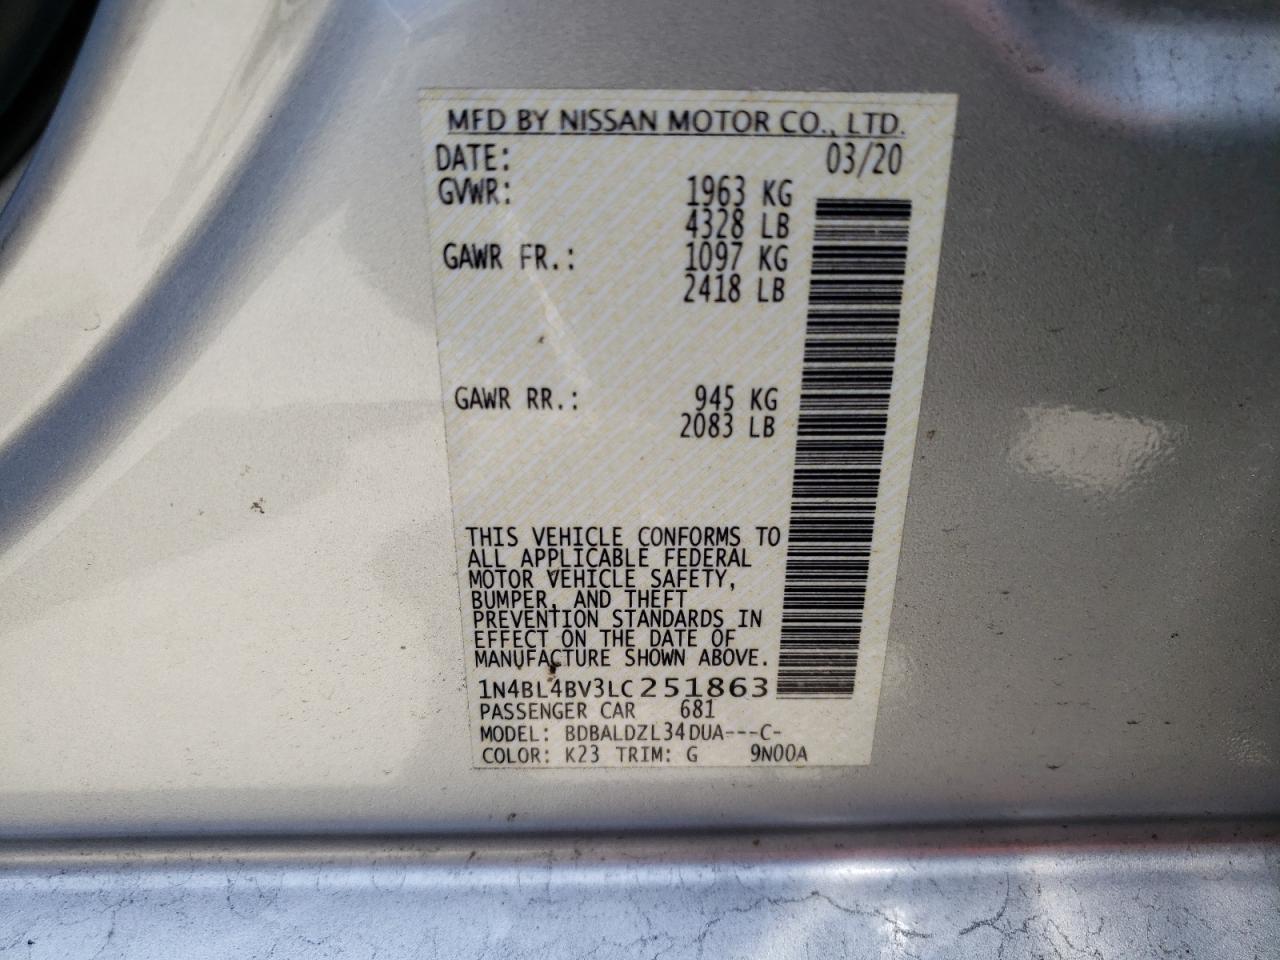 MFD BY NISSAN MOTOR CO., LTD.
DATE: 03/20
GVWR: 1963 KG
4328 LB
GAWR FR.: 1097 KG
2418 LB
GAWR RR.: 945 KG
2083 LB
THIS VEHICLE CONFORMS TO
ALL APPLICABLE FEDERAL
MOTOR VEHICLE SAFETY,
BUMPER, AND THEFT
PREVENTION STANDARDS IN
EFFECT ON THE DATE OF
MANUFACTURE SHOWN ABOVE.
1N4BL4BV3LC251863
PASSENGER CAR 681
MODEL: BDBALDZL34DUA---C-
COLOR: K23 TRIM: G 9N00A